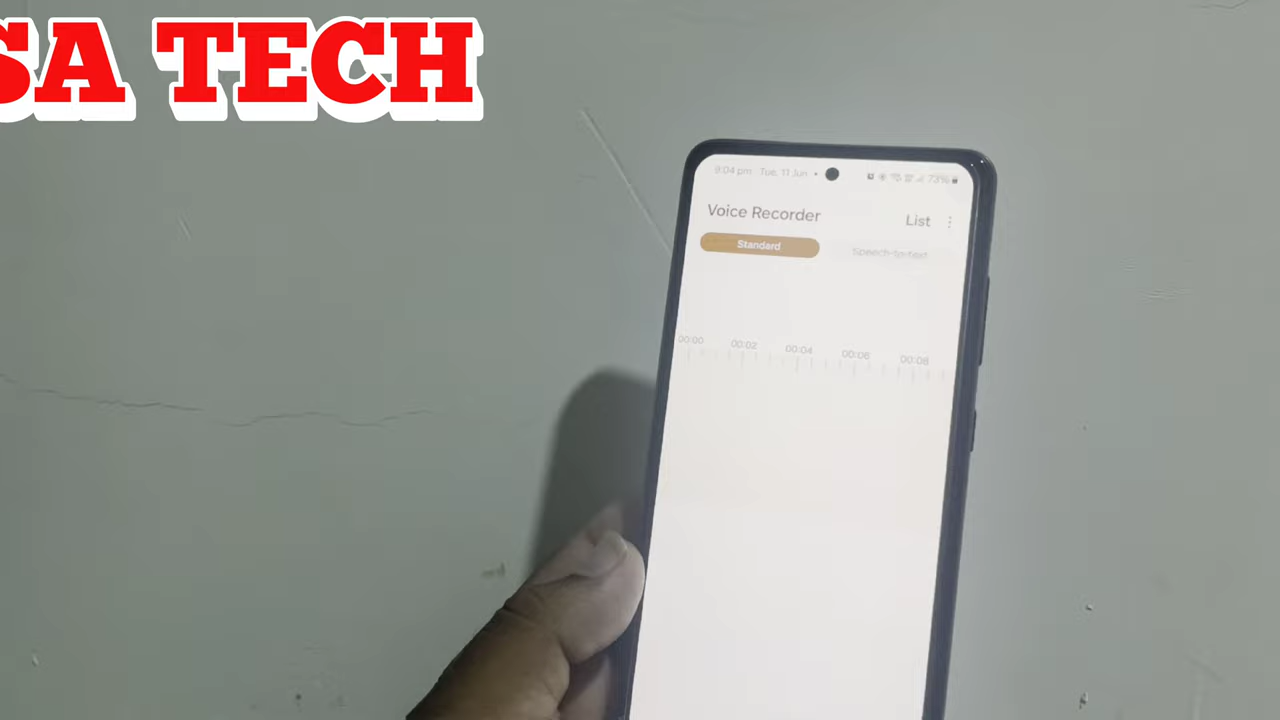 SA TECH
9:04 pm Tue, 11 Jun •
73%
Voice Recorder
List
Standard
Speech-to-text
00:00 00:02 00:04 00:06 00:08